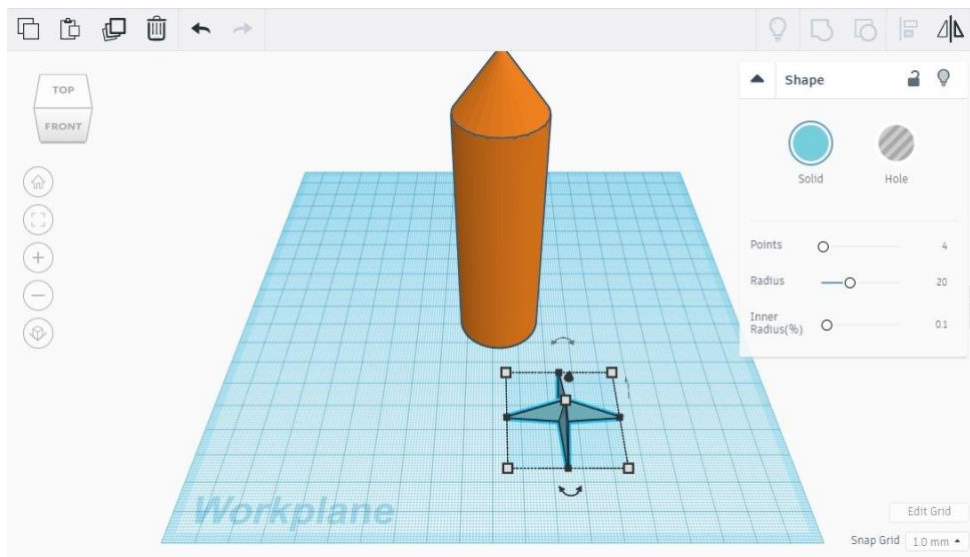 TOP
FRONT
Shape
Solid
Hole
Points 4
Radius 20
Inner
Radius(%) 0.1
Workplane
Edit Grid
Snap Grid 1.0 mm